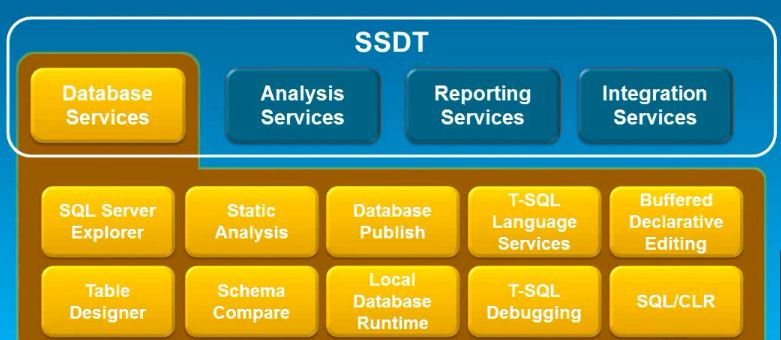 SSDT
Database
Services
Analysis
Services
Reporting
Services
Integration
Services
SQL Server
Explorer
Static
Analysis
Database
Publish
T-SQL
Language
Services
Buffered
Declarative
Editing
Table
Designer
Schema
Compare
Local
Database
Runtime
T-SQL
Debugging
SQL/CLR